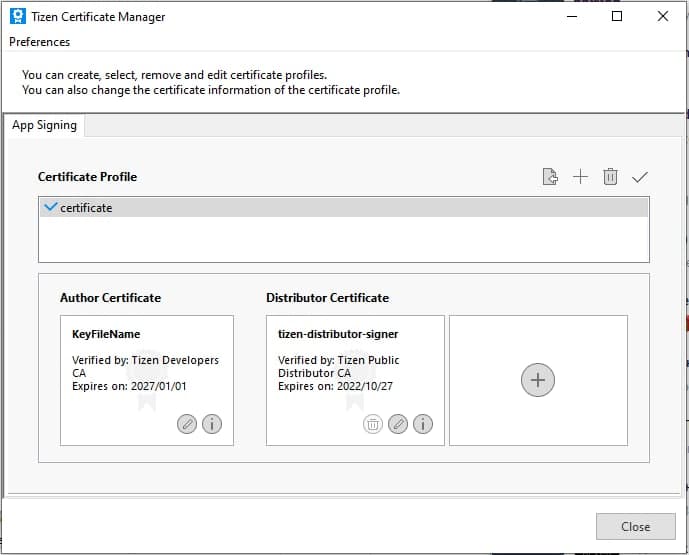 Tizen Certificate Manager
Preferences
You can create, select, remove and edit certificate profiles.
You can also change the certificate information of the certificate profile.
App Signing
Certificate Profile
certificate
Author Certificate
Distributor Certificate
KeyFileName
Verified by: Tizen Developers
CA
Expires on: 2027/01/01
tizen-distributor-signer
Verified by: Tizen Public
Distributor CA
Expires on: 2022/10/27
Close